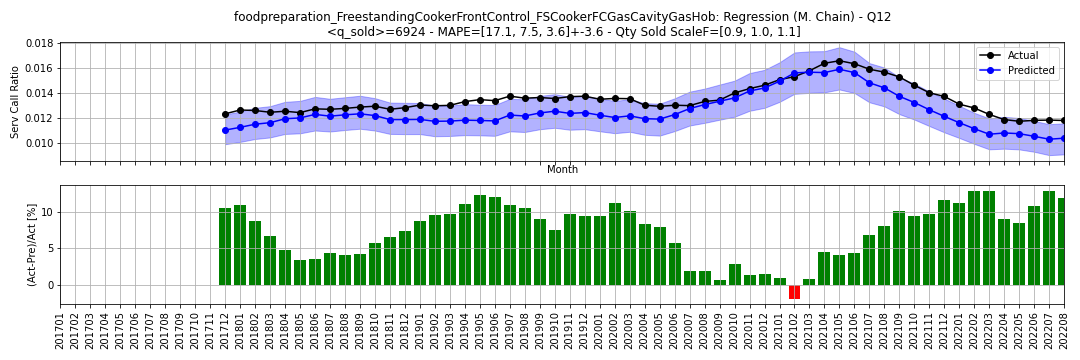 foodpreparation_FreestandingCookerFrontControl_FSCookerFCGasCavityGasHob: Regression (M. Chain) - Q12
<q_sold>=6924 - MAPE=[17.1, 7.5, 3.6]+-3.6 - Qty Sold ScaleF=[0.9, 1.0, 1.1]
0.018
0.016
0.014
0.012
0.010
Serv Call Ratio
Actual
Predicted
Month
10
5
0
(Act-Pre)/Act [%]
201701 201702 201703 201704 201705 201706 201707 201708 201709 201710 201711 201712 201801 201802 201803 201804 201805 201806 201807 201808 201809 201810 201811 201812 201901 201902 201903 201904 201905 201906 201907 201908 201909 201910 201911 201912 202001 202002 202003 202004 202005 202006 202007 202008 202009 202010 202011 202012 202101 202102 202103 202104 202105 202106 202107 202108 202109 202110 202111 202112 202201 202202 202203 202204 202205 202206 202207 202208